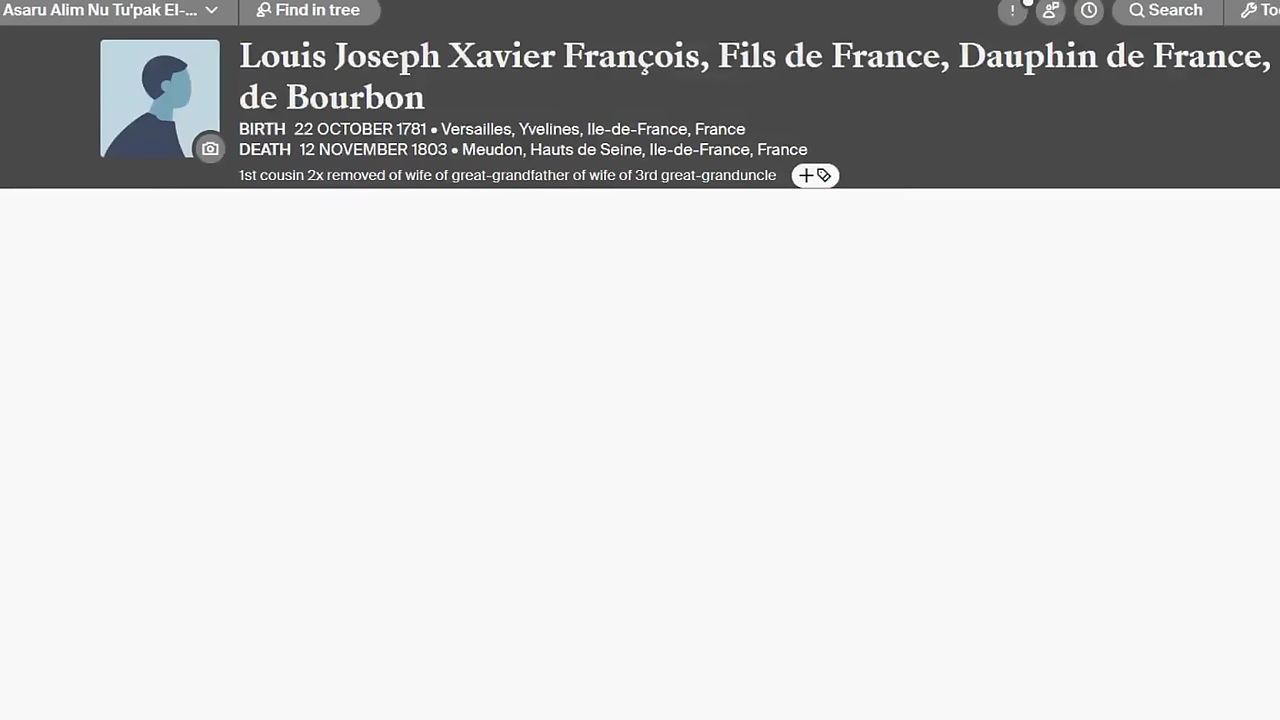 Asaru Alim Nu Tu'pak El-...
Find in tree
!
Search
Louis Joseph Xavier François, Fils de France, Dauphin de France,
de Bourbon
BIRTH 22 OCTOBER 1781 • Versailles, Yvelines, Ile-de-France, France
DEATH 12 NOVEMBER 1803 • Meudon, Hauts de Seine, Ile-de-France, France
1st cousin 2x removed of wife of great-grandfather of wife of 3rd great-granduncle